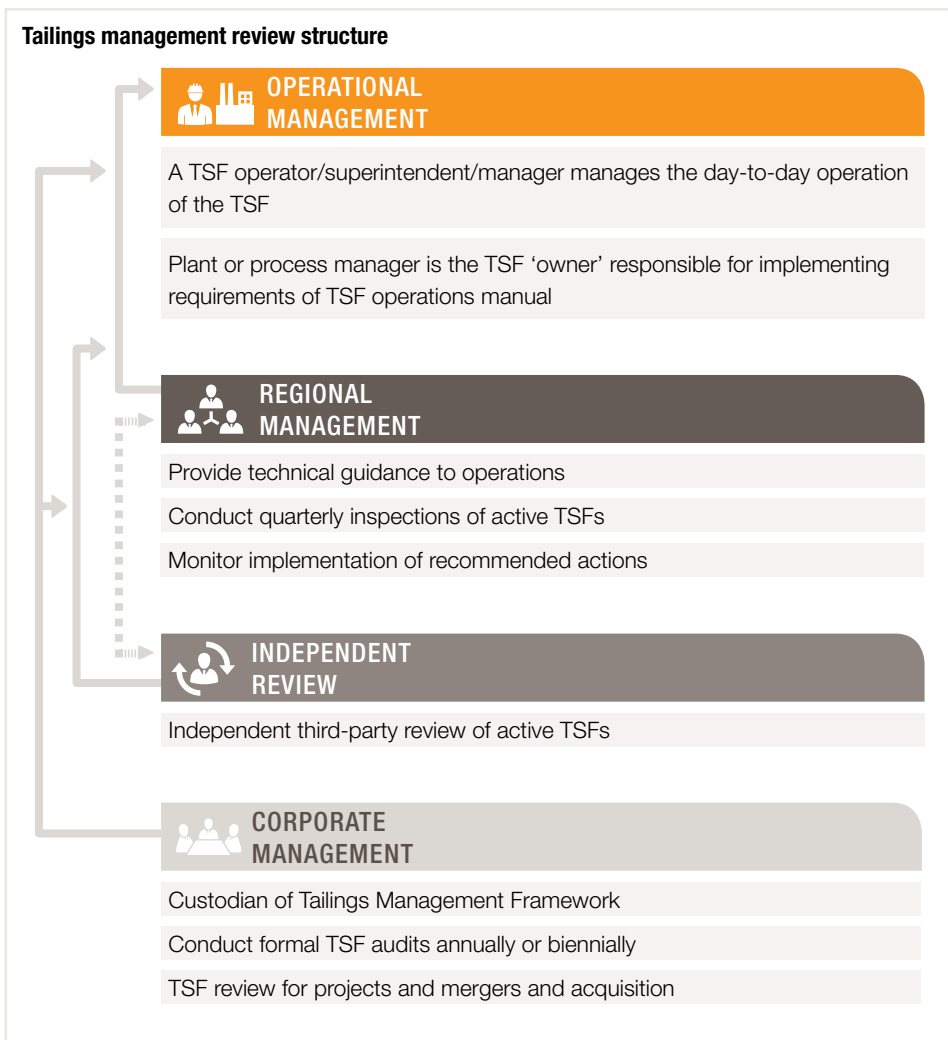 Tailings management review structure
OPERATIONAL
MANAGEMENT
A TSF operator/superintendent/manager manages the day-to-day operation
of the TSF
Plant or process manager is the TSF ‘owner’ responsible for implementing
requirements of TSF operations manual
REGIONAL
MANAGEMENT
Provide technical guidance to operations
Conduct quarterly inspections of active TSFs
Monitor implementation of recommended actions
INDEPENDENT
REVIEW
Independent third-party review of active TSFs
CORPORATE
MANAGEMENT
Custodian of Tailings Management Framework
Conduct formal TSF audits annually or biennially
TSF review for projects and mergers and acquisition